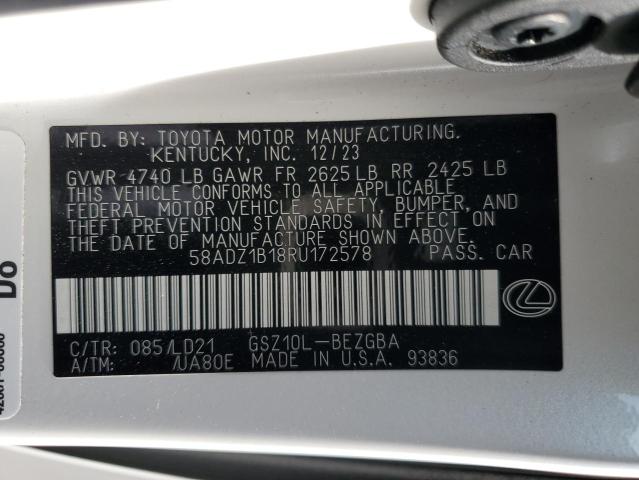 MFD. BY: TOYOTA MOTOR MANUFACTURING.
KENTUCKY, INC. 12/23
GVWR 4740 LB GAWR FR 2625 LB RR 2425 LB
THIS VEHICLE CONFORMS TO ALL APPLICABLE
FEDERAL MOTOR VEHICLE SAFETY, BUMPER, AND
THEFT PREVENTION STANDARDS IN EFFECT ON
THE DATE OF MANUFACTURE SHOWN ABOVE.
58ADZ1B18RU172578 PASS. CAR
C/TR: 085/LD21 GSZ10L-BEZGBA
A/TM: /UA80E MADE IN U.S.A. 93836
Do